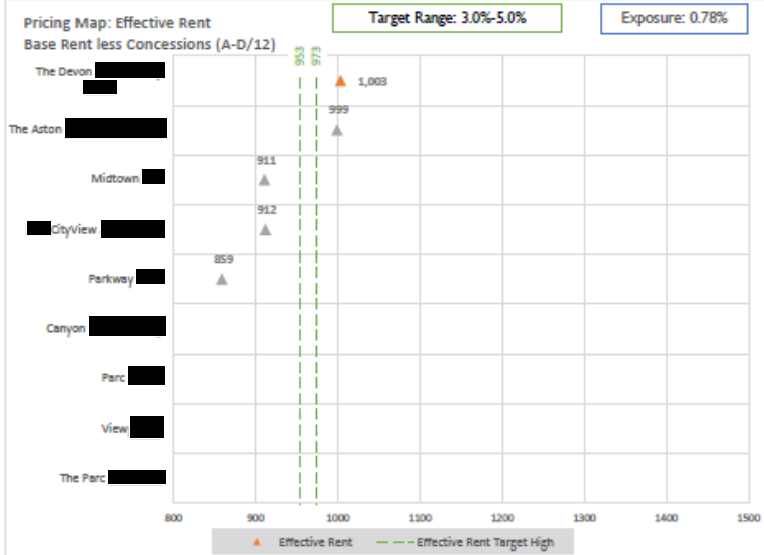 Pricing Map: Effective Rent
Target Range: 3.0%-5.0%
Exposure: 0.78%
Base Rent less Concessions (A-D/12)
953
973
The Devon
1,003
The Aston
999
Midtown
911
CityView
912
Parkway
859
Canyon
Parc
View
The Parc
800 900 1000 1100 1200 1300 1400 1500
Effective Rent
Effective Rent Target High